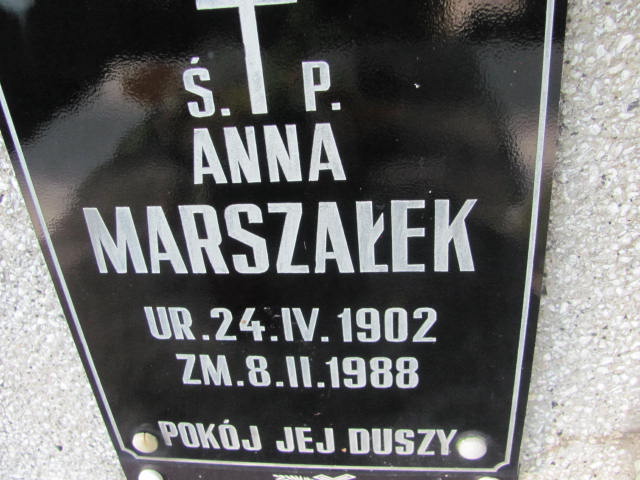 Ś. P.
ANNA
MARSZAŁEK
UR. 24. IV. 1902
ZM. 8. II. 1988
POKÓJ JEJ DUSZY